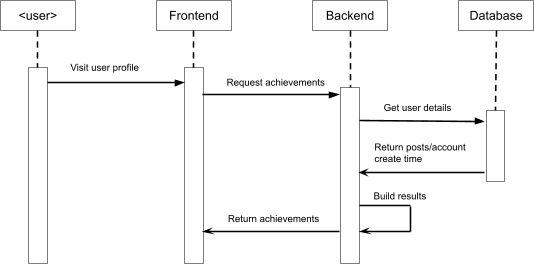 <user>
Frontend
Backend
Database
Visit user profile
Request achievements
Get user details
Return posts/account
create time
Build results
Return achievements